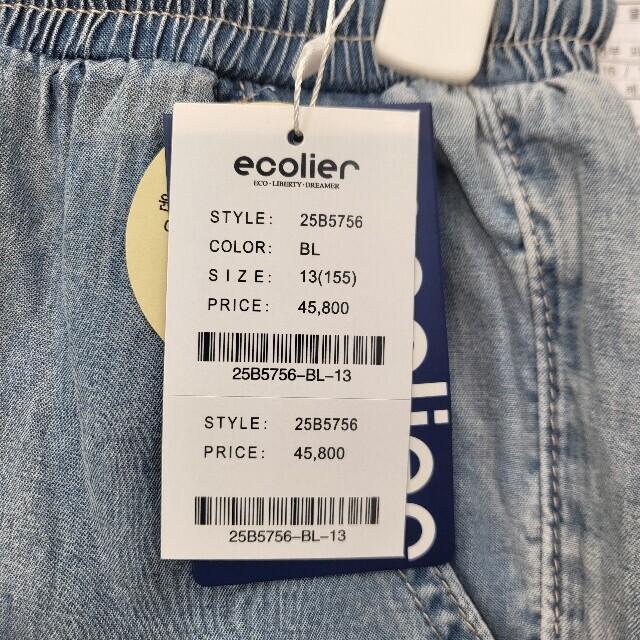 ecolier
ECO · LIBERTY · DREAMER
STYLE: 25B5756
COLOR: BL
SIZE: 13(155)
PRICE: 45,800
25B5756-BL-13
STYLE: 25B5756
PRICE: 45,800
25B5756-BL-13